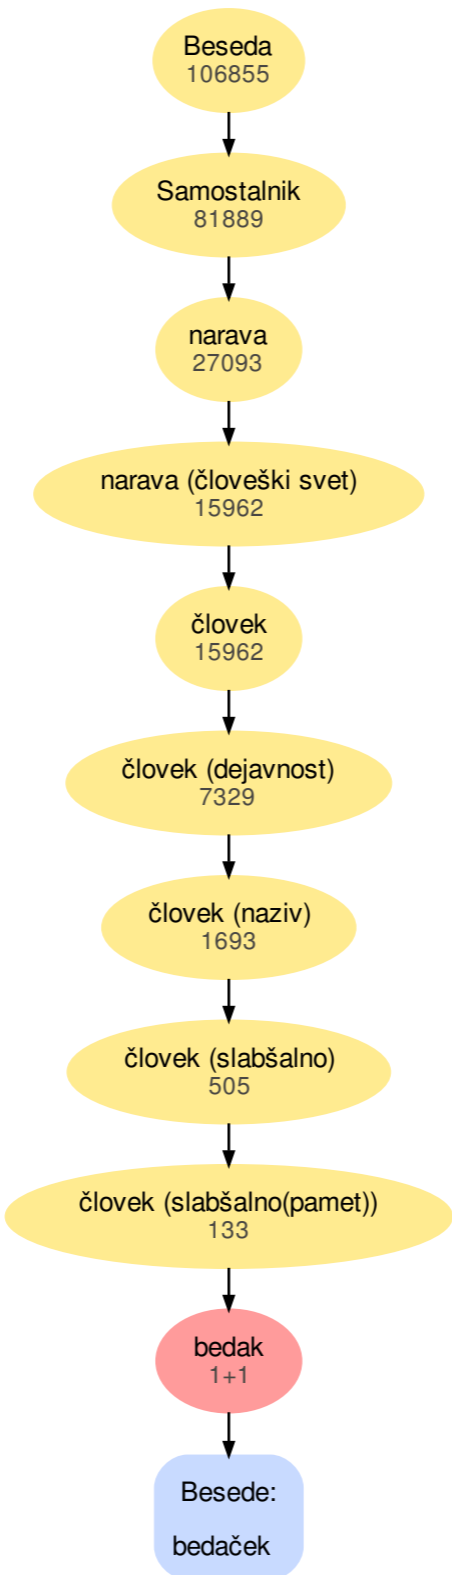 Beseda
106855
Samostalnik
81889
narava
27093
narava (človeški svet)
15962
človek
15962
človek (dejavnost)
7329
človek (naziv)
1693
človek (slabšalno)
505
človek (slabšalno(pamet))
133
bedak
1+1
Besede:
bedaček